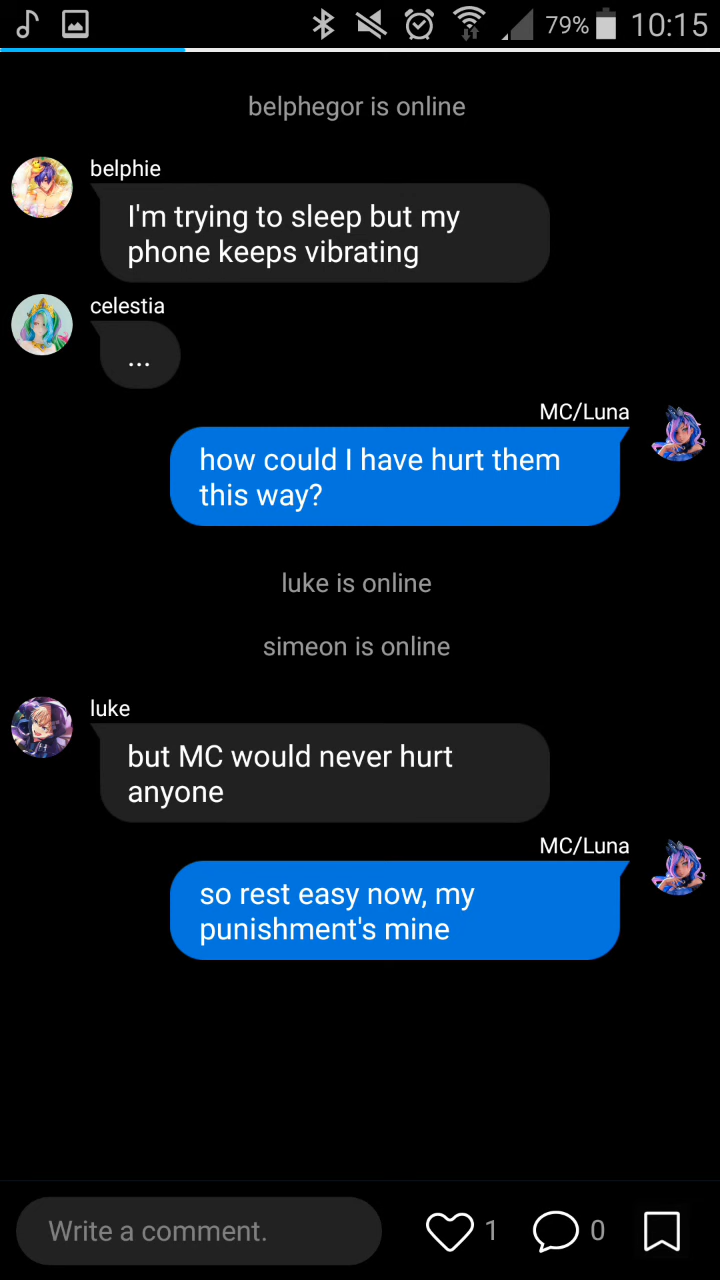 79% 10:15
belphegor is online
belphie
I'm trying to sleep but my
phone keeps vibrating
celestia
...
MC/Luna
how could I have hurt them
this way?
luke is online
simeon is online
luke
but MC would never hurt
anyone
MC/Luna
so rest easy now, my
punishment's mine
Write a comment. 1 0